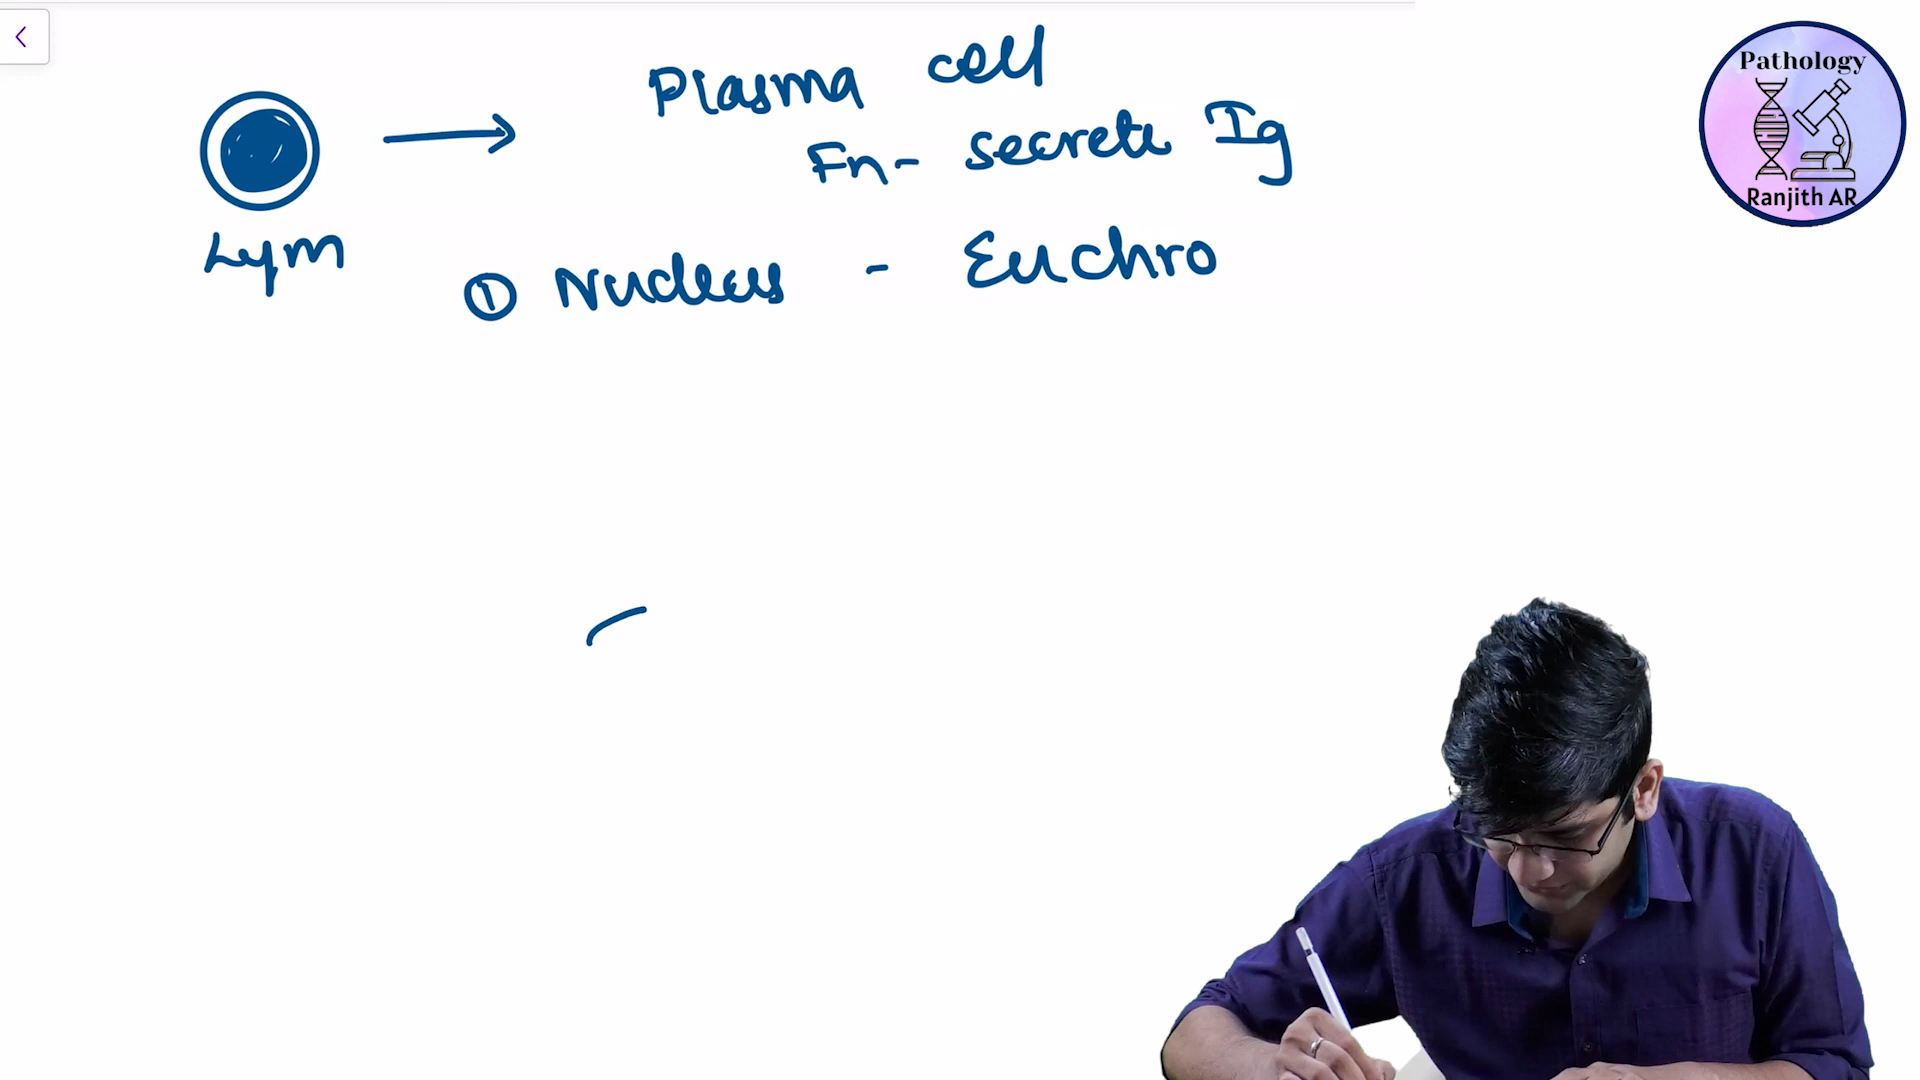 Plasma cell
Fn- secrete Ig
Lym
① Nucleus - Euchro
Pathology
Ranjith AR